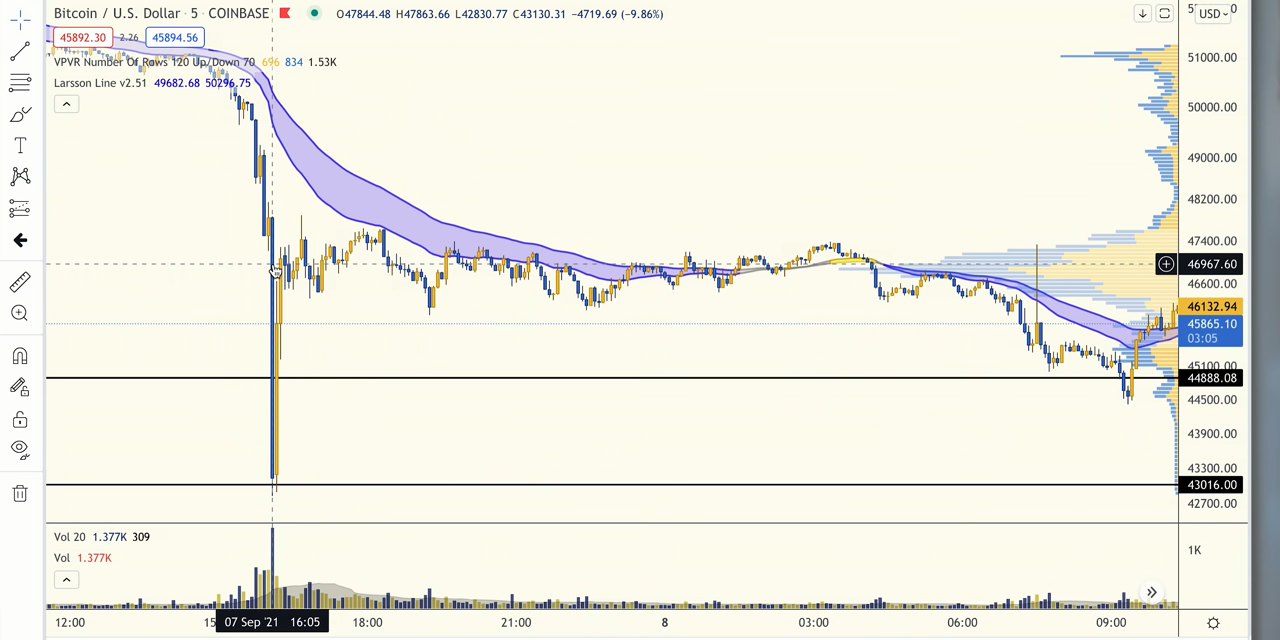 Bitcoin / U.S. Dollar · 5 · COINBASE O47844.48 H47863.66 L42830.77 C43130.31 −4719.69 (−9.86%)
USD
45892.30 2.26 45894.56
VPVR Number Of Rows 120 Up/Down 70 696 834 1.53K
Larsson Line v2.51 49682.68 50296.75
51000.00
50000.00
49000.00
48200.00
47400.00
46967.60
46600.00
46132.94
45865.10
03:05
45100.00
44888.08
44500.00
43900.00
43300.00
43016.00
42700.00
Vol 20 1.377K 309
Vol 1.377K
1K
12:00 15 07 Sep '21 16:05 18:00 21:00 8 03:00 06:00 09:00